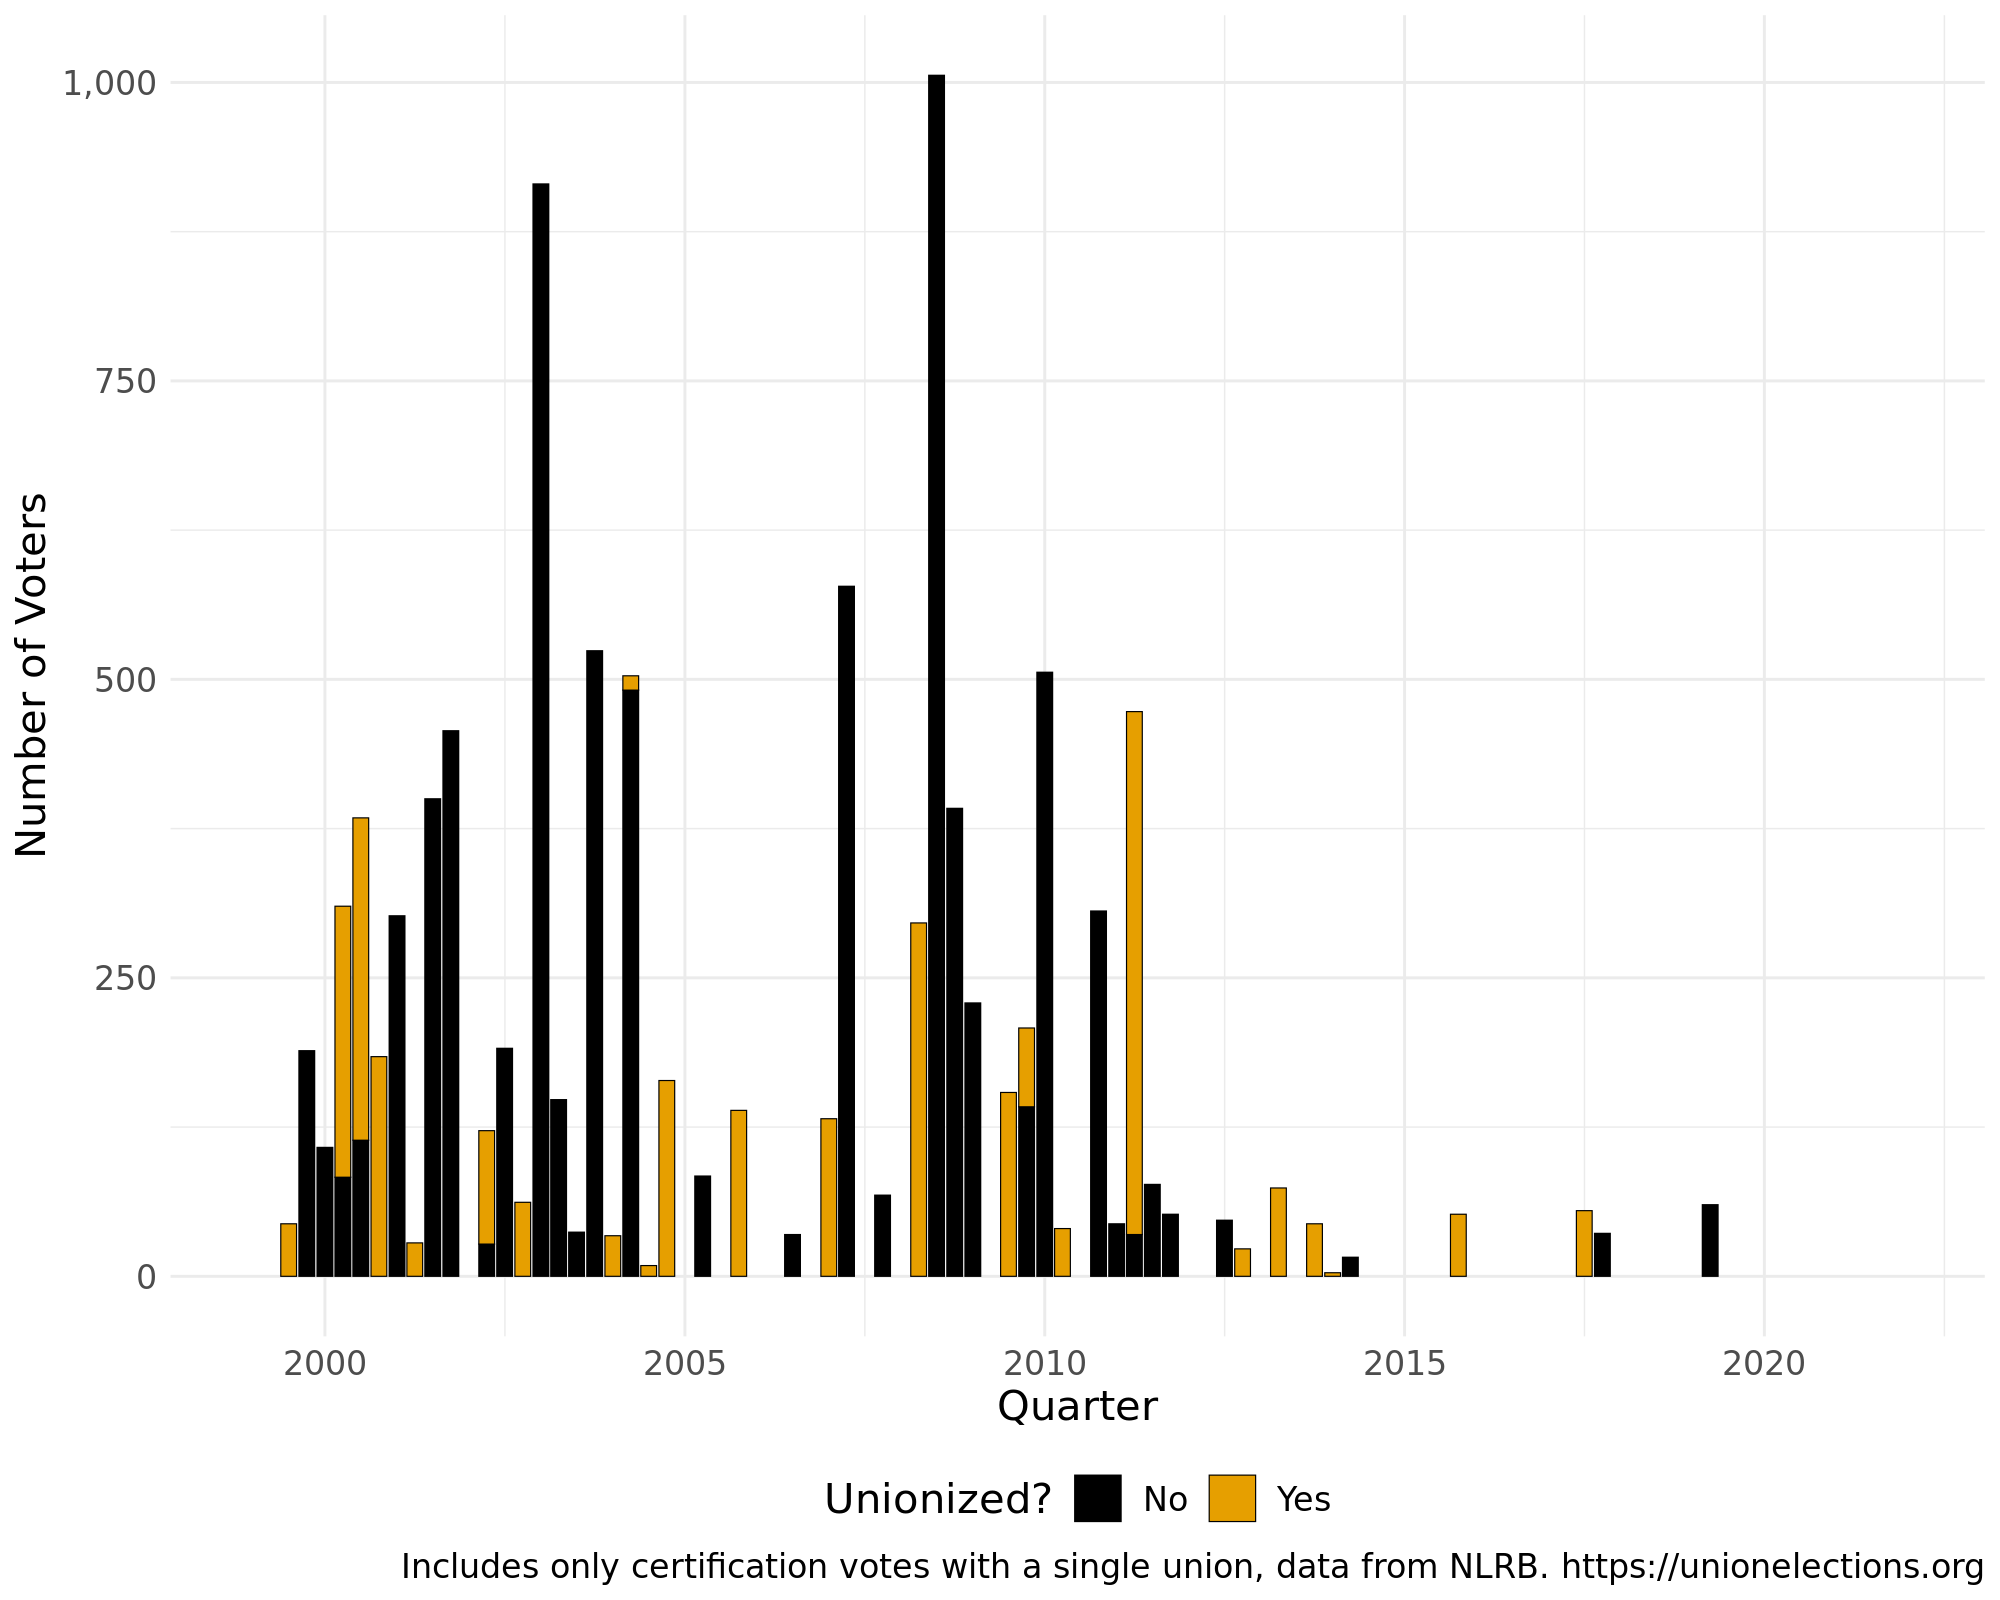 1,000
750
500
250
0
Number of Voters
2000 2005 2010 2015 2020
Quarter
Unionized? No Yes
Includes only certification votes with a single union, data from NLRB. https://unionelections.org